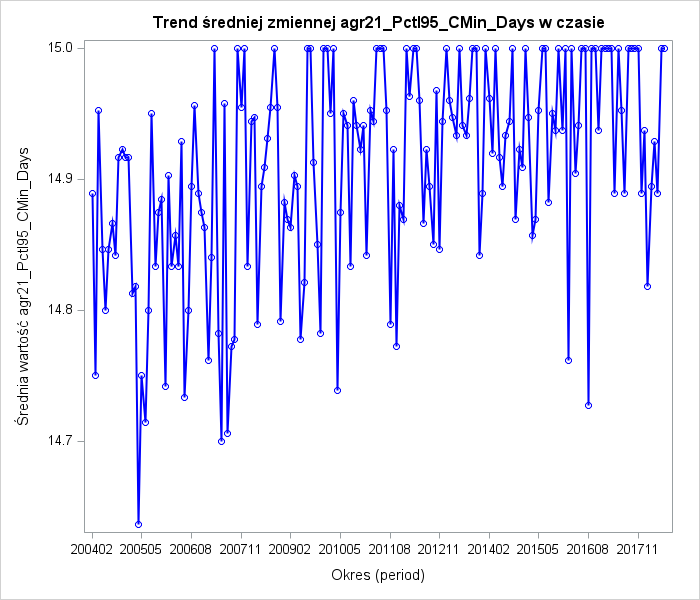 Trend średniej zmiennej agr21_Pctl95_CMin_Days w czasie
15.0
14.9
14.8
14.7
Średnia wartość agr21_Pctl95_CMin_Days
200402 200505 200608 200711 200902 201005 201108 201211 201402 201505 201608 201711
Okres (period)